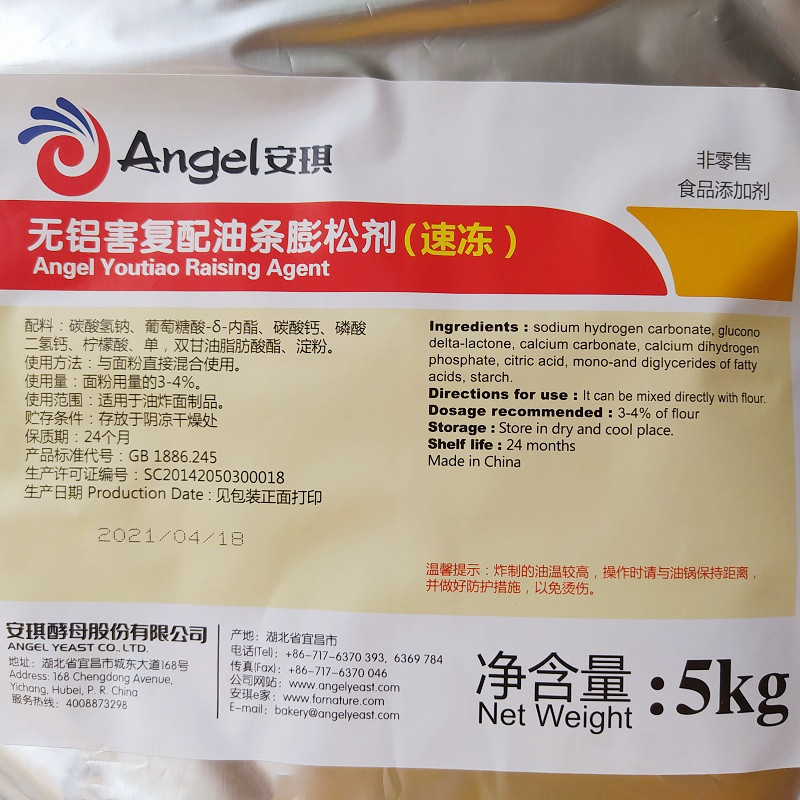 Angel安琪
非零售
食品添加剂
无铝害复配油条膨松剂(速冻)
Angel Youtiao Raising Agent
配料：碳酸氢钠、葡萄糖酸-δ-内酯、碳酸钙、磷酸
二氢钙、柠檬酸、单，双甘油脂肪酸酯、淀粉。
使用方法：与面粉直接混合使用。
使用量：面粉用量的3-4%。
使用范围：适用于油炸面制品。
贮存条件：存放于阴凉干燥处
保质期：24个月
产品标准代号：GB 1886.245
生产许可证编号：SC20142050300018
生产日期 Production Date：见包装正面打印
2021/04/18
Ingredients : sodium hydrogen carbonate, glucono
delta-lactone, calcium carbonate, calcium dihydrogen
phosphate, citric acid, mono-and diglycerides of fatty
acids, starch.
Directions for use : It can be mixed directly with flour.
Dosage recommended : 3-4% of flour
Storage : Store in dry and cool place.
Shelf life : 24 months
Made in China
温馨提示：炸制的油温较高，操作时请与油锅保持距离，
并做好防护措施，以免烫伤。
安琪酵母股份有限公司
ANGEL YEAST CO., LTD.
地址：湖北省宜昌市城东大道168号
Address: 168 Chengdong Avenue,
Yichang, Hubei, P. R. China
服务热线：4008873298
产地：湖北省宜昌市
电话(Tel)：+86-717-6370 393, 6369 784
传真(Fax)：+86-717-6370 046
公司网站：www.angelyeast.com
安琪e家：www.fornature.com
E-mail：bakery@angelyeast.com
净含量
Net Weight
:5kg